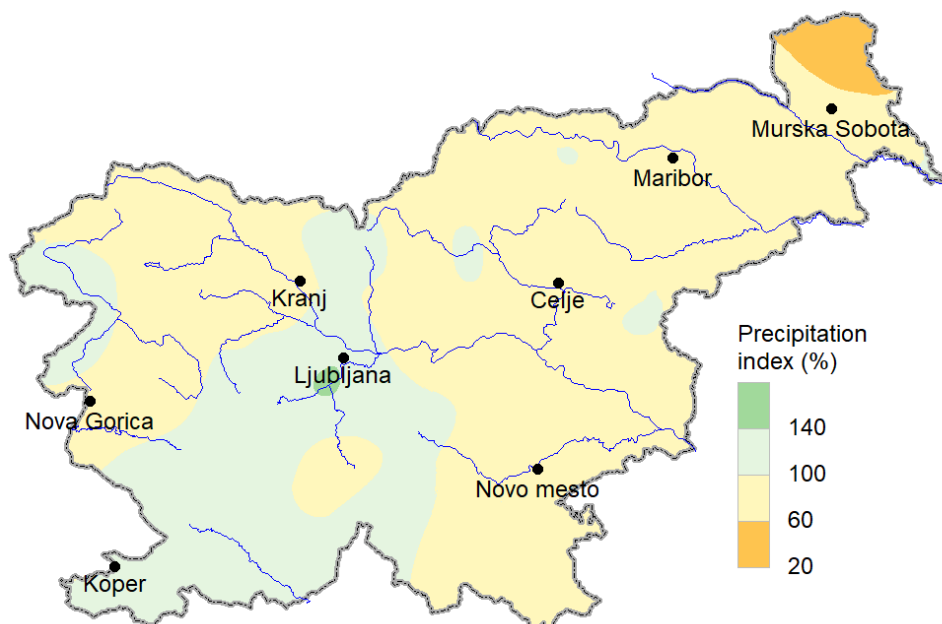 Murska Sobota
Maribor
Kranj
Celje
Precipitation
index (%)
Ljubljana
Nova Gorica
140
100
Novo mesto
60
20
Koper